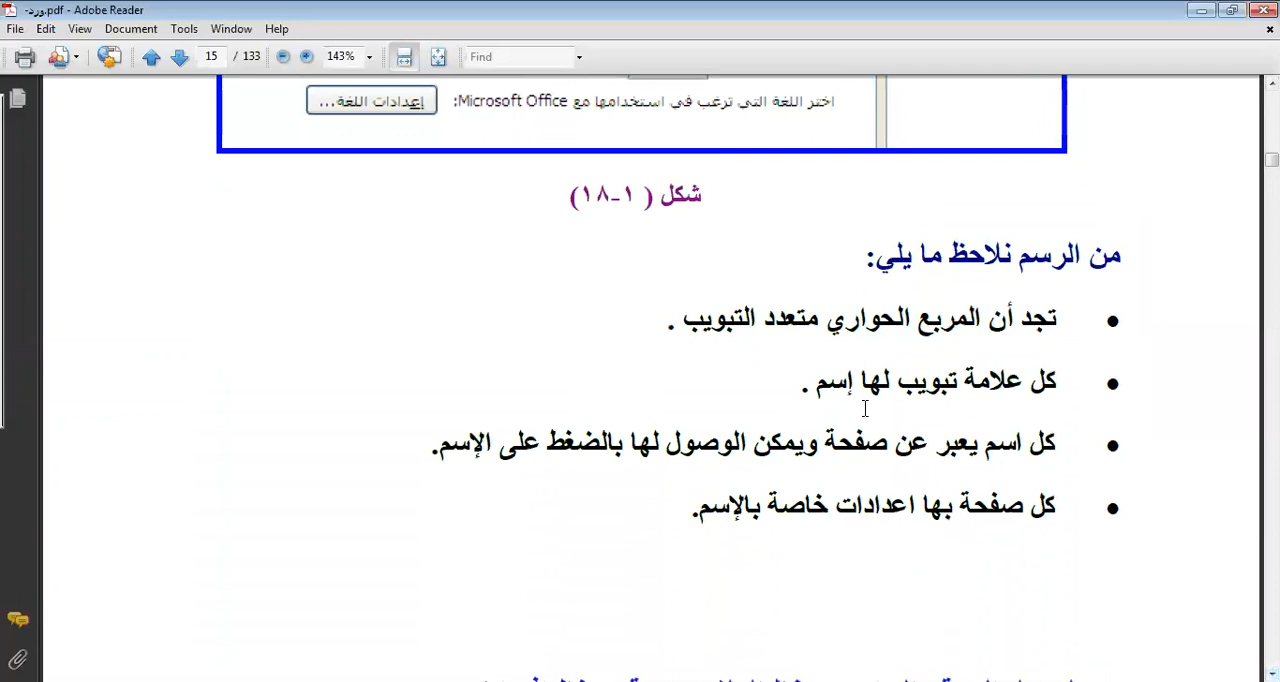 ورد-.pdf - Adobe Reader
File Edit View Document Tools Window Help
15 / 133 143% Find
اختر اللغة التي ترغب في استخدامها مع Microsoft Office: إعدادات اللغة...
شكل ( ١-١٨)
من الرسم نلاحظ ما يلي:
• تجد أن المربع الحواري متعدد التبويب .
• كل علامة تبويب لها إسم .
• كل اسم يعبر عن صفحة ويمكن الوصول لها بالضغط على الإسم.
• كل صفحة بها اعدادات خاصة بالإسم.